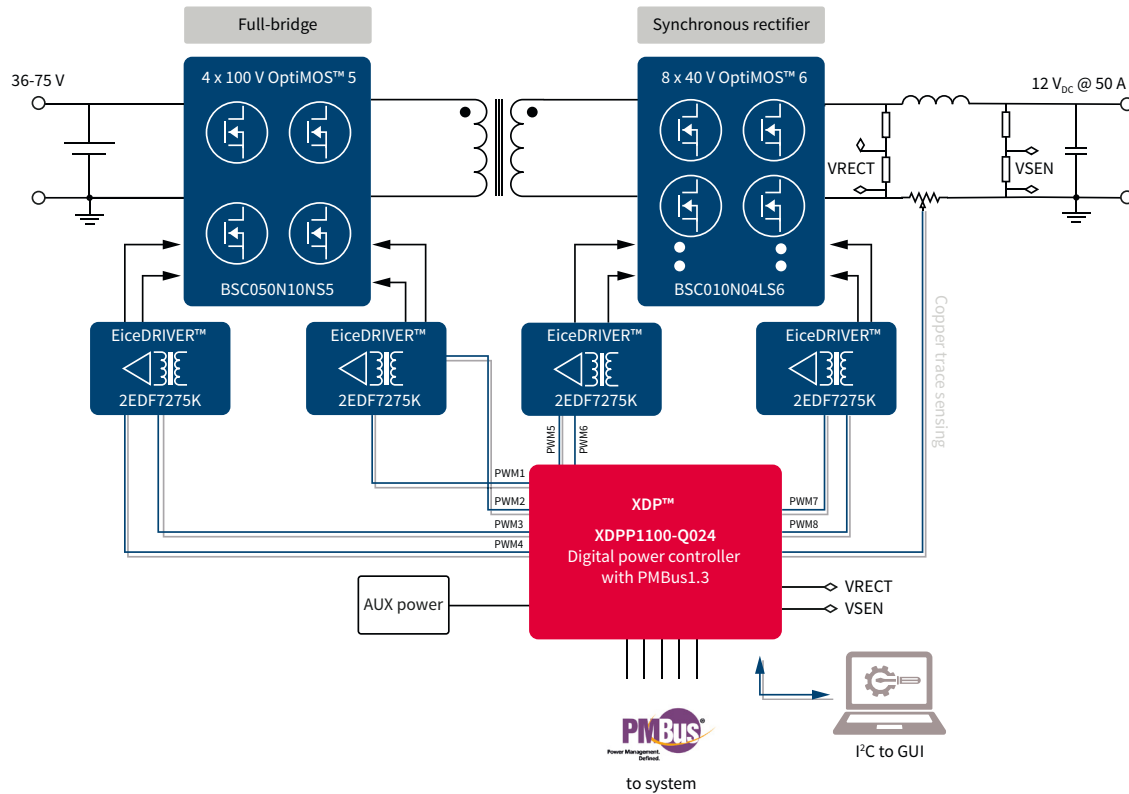 Full-bridge
Synchronous rectifier
36-75 V
4 x 100 V OptiMOS™ 5
8 x 40 V OptiMOS™ 6
12 VDC @ 50 A
VRECT
VSEN
BSC050N10NS5
BSC010N04LS6
EiceDRIVER™
2EDF7275K
EiceDRIVER™
2EDF7275K
EiceDRIVER™
2EDF7275K
EiceDRIVER™
2EDF7275K
Copper trace sensing
PWM5
PWM6
PWM1
PWM2
PWM3
PWM4
XDP™
XDPP1100-Q024
Digital power controller
with PMBus1.3
PWM7
PWM8
AUX power
VRECT
VSEN
PMBus®
Power Management.
Defined.
to system
I²C to GUI